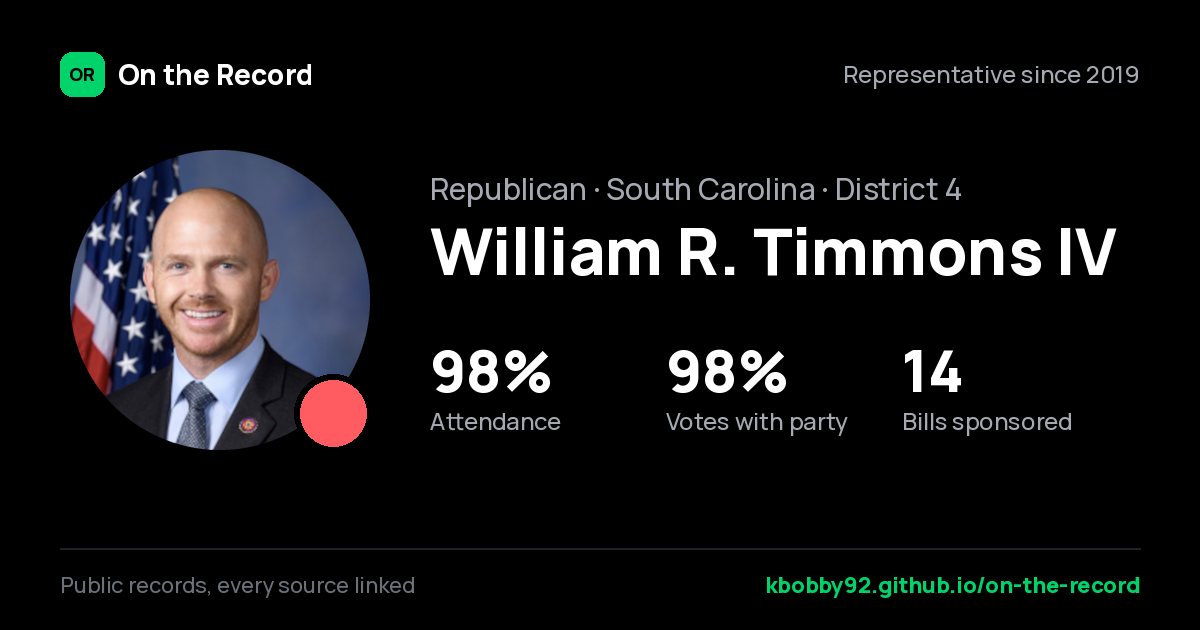 OR On the Record
Representative since 2019
Republican · South Carolina · District 4
William R. Timmons IV
98% 98% 14
Attendance Votes with party Bills sponsored
Public records, every source linked
kbobby92.github.io/on-the-record